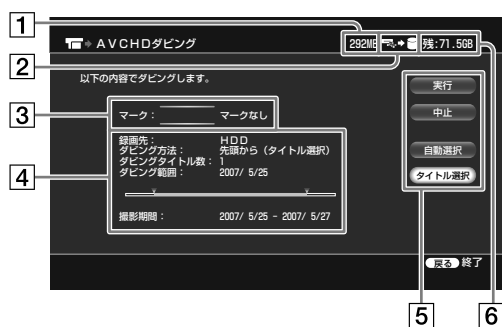 1
2
3
4
5
6
AVCHDダビング
292MB
残:71.5GB
以下の内容でダビングします。
マーク: マークなし
録画先: HDD
ダビング方法: 先頭から(タイトル選択)
ダビングタイトル数: 1
ダビング範囲: 2007/ 5/25
撮影期間: 2007/ 5/25 - 2007/ 5/27
実行
中止
自動選択
タイトル選択
戻る 終了